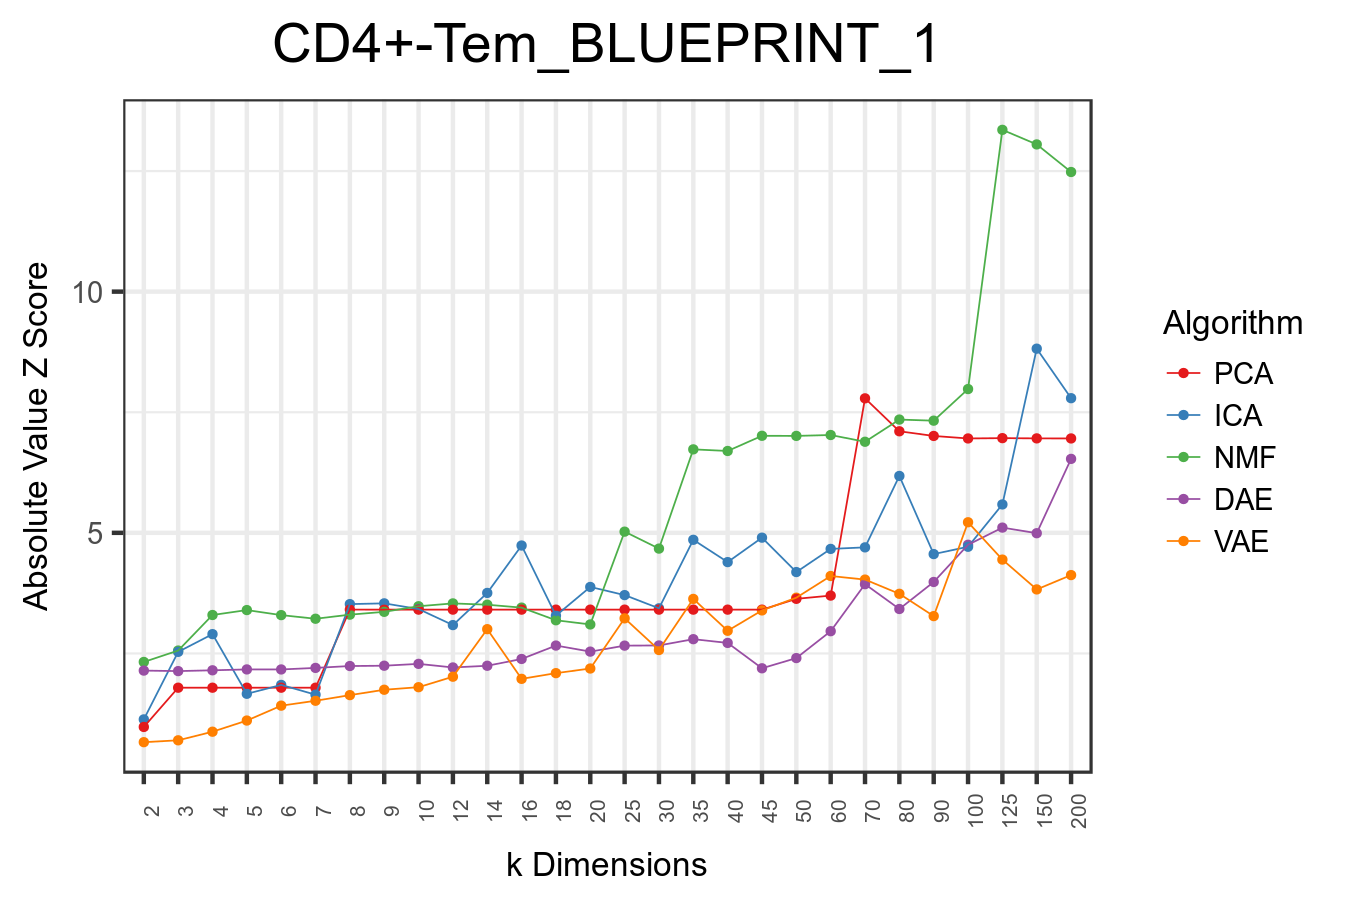 CD4+-Tem_BLUEPRINT_1
Absolute Value Z Score
10
5
2 3 4 5 6 7 8 9 10 12 14 16 18 20 25 30 35 40 45 50 60 70 80 90 100 125 150 200
k Dimensions
Algorithm
PCA
ICA
NMF
DAE
VAE